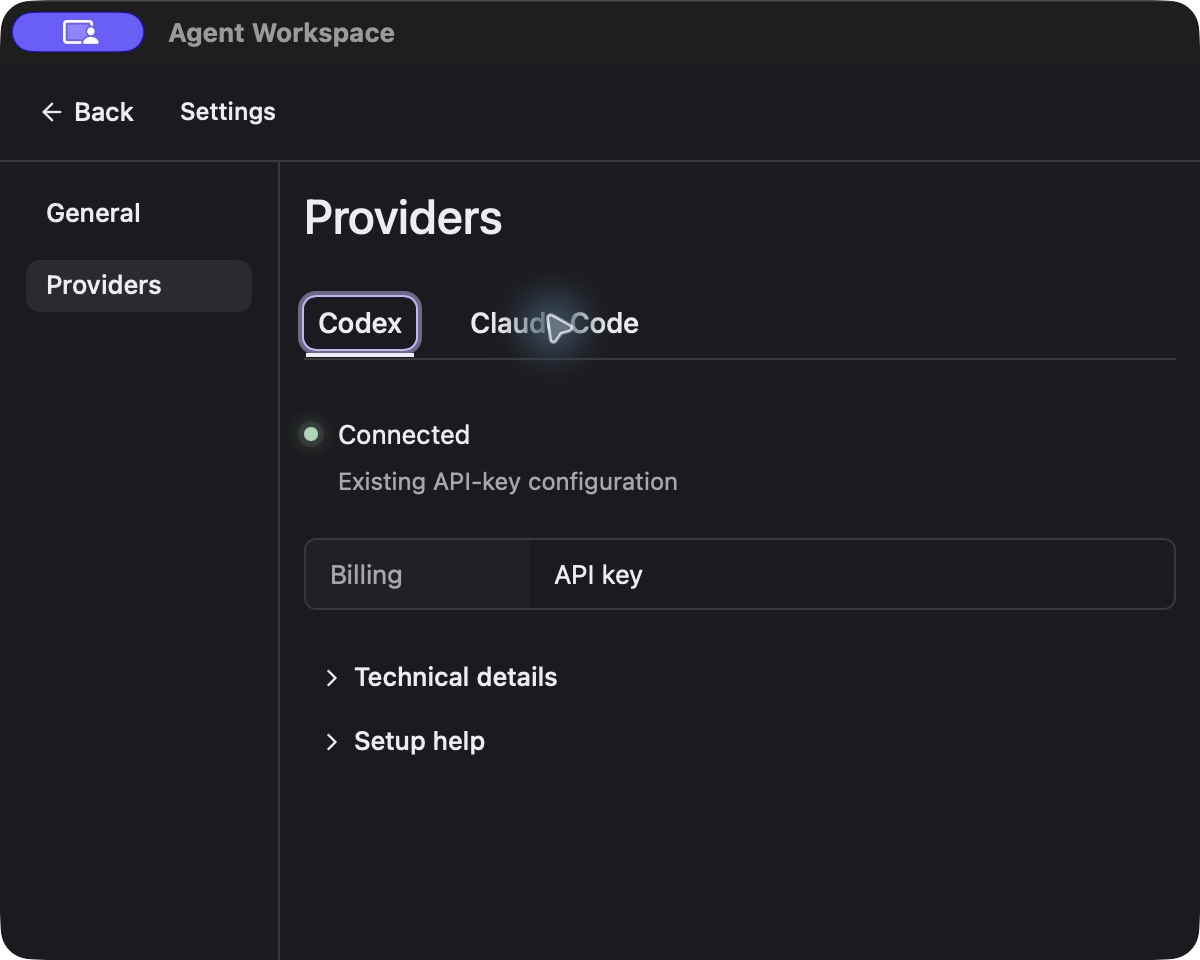 Agent Workspace
Back
Settings
General
Providers
Providers
Codex
Claude Code
Connected
Existing API-key configuration
Billing
API key
Technical details
Setup help